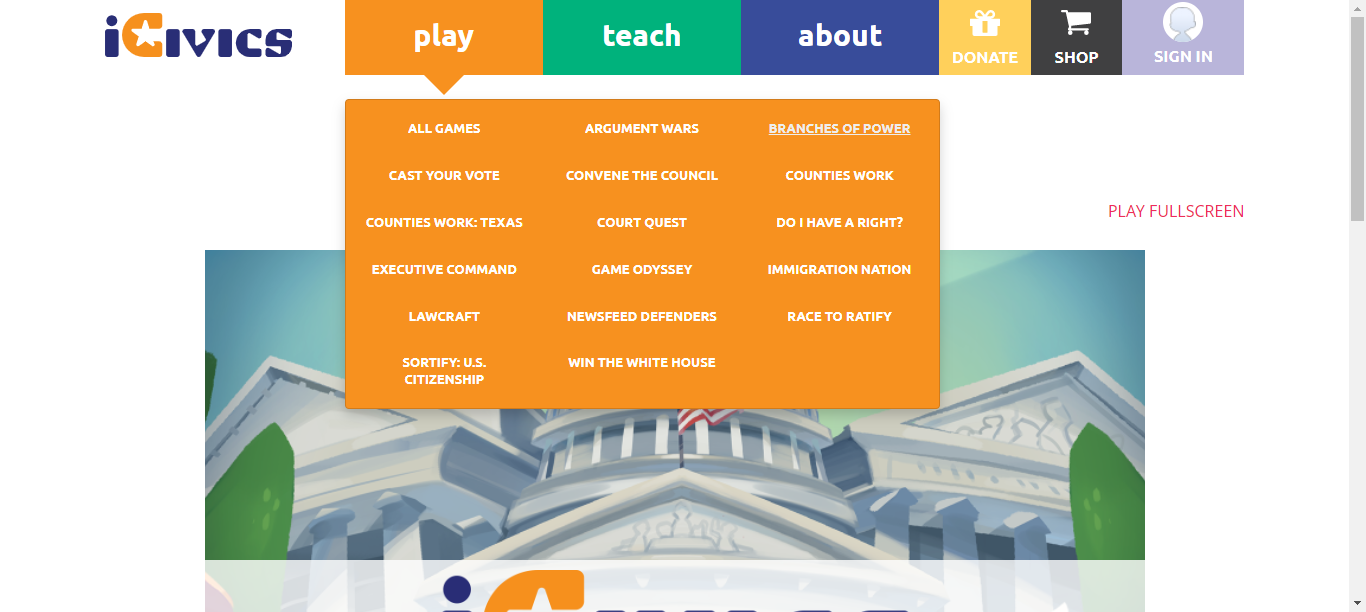 iCivics
play
teach
about
DONATE
SHOP
SIGN IN
ALL GAMES
ARGUMENT WARS
BRANCHES OF POWER
CAST YOUR VOTE
CONVENE THE COUNCIL
COUNTIES WORK
COUNTIES WORK: TEXAS
COURT QUEST
DO I HAVE A RIGHT?
EXECUTIVE COMMAND
GAME ODYSSEY
IMMIGRATION NATION
LAWCRAFT
NEWSFEED DEFENDERS
RACE TO RATIFY
SORTIFY: U.S.
CITIZENSHIP
WIN THE WHITE HOUSE
PLAY FULLSCREEN
iCivics